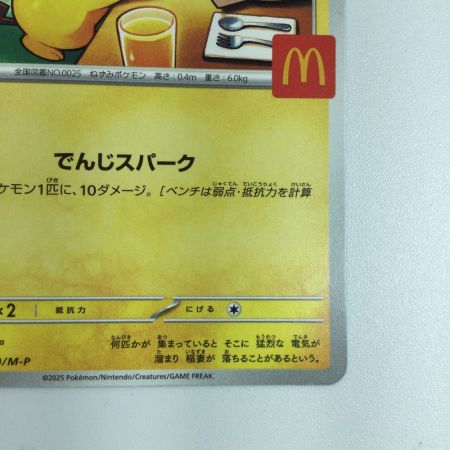 全国図鑑NO.0025 ねずみポケモン 高さ:0.4m 重さ:6.0kg
でんじスパーク
ケモン1匹に、10ダメージ。[ベンチは弱点・抵抗力を計算
×2 抵抗力 にげる
何匹かが 集まっていると そこに 猛烈な 電気が
/M-P 溜まり 稲妻が 落ちることがあるという。
©2025 Pokémon/Nintendo/Creatures/GAME FREAK.